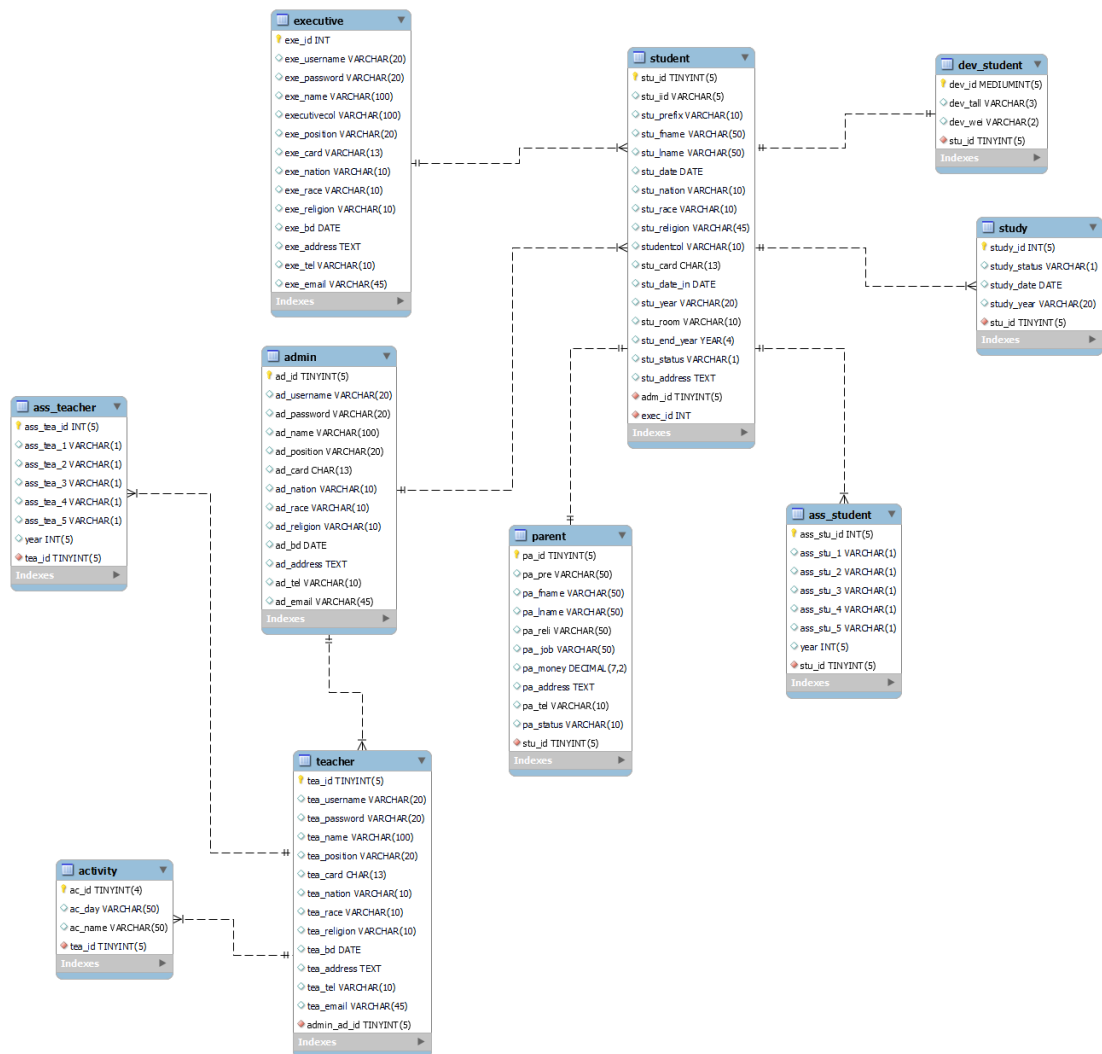 executive
exe_id INT
exe_username VARCHAR(20)
exe_password VARCHAR(20)
exe_name VARCHAR(100)
executivecol VARCHAR(100)
exe_position VARCHAR(20)
exe_card VARCHAR(13)
exe_nation VARCHAR(10)
exe_race VARCHAR(10)
exe_religion VARCHAR(10)
exe_bd DATE
exe_address TEXT
exe_tel VARCHAR(10)
exe_email VARCHAR(45)
Indexes
student
stu_id TINYINT(5)
stu_iid VARCHAR(5)
stu_prefix VARCHAR(10)
stu_fname VARCHAR(50)
stu_lname VARCHAR(50)
stu_date DATE
stu_nation VARCHAR(10)
stu_race VARCHAR(10)
stu_religion VARCHAR(45)
studentcol VARCHAR(10)
stu_card CHAR(13)
stu_date_in DATE
stu_year VARCHAR(20)
stu_room VARCHAR(10)
stu_end_year YEAR(4)
stu_status VARCHAR(1)
stu_address TEXT
adm_id TINYINT(5)
exec_id INT
Indexes
dev_student
dev_id MEDIUMINT(5)
dev_tall VARCHAR(3)
dev_wei VARCHAR(2)
stu_id TINYINT(5)
Indexes
study
study_id INT(5)
study_status VARCHAR(1)
study_date DATE
study_year VARCHAR(20)
stu_id TINYINT(5)
Indexes
admin
ad_id TINYINT(5)
ad_username VARCHAR(20)
ad_password VARCHAR(20)
ad_name VARCHAR(100)
ad_position VARCHAR(20)
ad_card CHAR(13)
ad_nation VARCHAR(10)
ad_race VARCHAR(10)
ad_religion VARCHAR(10)
ad_bd DATE
ad_address TEXT
ad_tel VARCHAR(10)
ad_email VARCHAR(45)
Indexes
ass_teacher
ass_tea_id INT(5)
ass_tea_1 VARCHAR(1)
ass_tea_2 VARCHAR(1)
ass_tea_3 VARCHAR(1)
ass_tea_4 VARCHAR(1)
ass_tea_5 VARCHAR(1)
year INT(5)
tea_id TINYINT(5)
Indexes
parent
pa_id TINYINT(5)
pa_pre VARCHAR(50)
pa_fname VARCHAR(50)
pa_lname VARCHAR(50)
pa_reli VARCHAR(50)
pa_job VARCHAR(50)
pa_money DECIMAL(7,2)
pa_address TEXT
pa_tel VARCHAR(10)
pa_status VARCHAR(10)
stu_id TINYINT(5)
Indexes
ass_student
ass_stu_id INT(5)
ass_stu_1 VARCHAR(1)
ass_stu_2 VARCHAR(1)
ass_stu_3 VARCHAR(1)
ass_stu_4 VARCHAR(1)
ass_stu_5 VARCHAR(1)
year INT(5)
stu_id TINYINT(5)
Indexes
teacher
tea_id TINYINT(5)
tea_username VARCHAR(20)
tea_password VARCHAR(20)
tea_name VARCHAR(100)
tea_position VARCHAR(20)
tea_card CHAR(13)
tea_nation VARCHAR(10)
tea_race VARCHAR(10)
tea_religion VARCHAR(10)
tea_bd DATE
tea_address TEXT
tea_tel VARCHAR(10)
tea_email VARCHAR(45)
admin_ad_id TINYINT(5)
Indexes
activity
ac_id TINYINT(4)
ac_day VARCHAR(50)
ac_name VARCHAR(50)
tea_id TINYINT(5)
Indexes